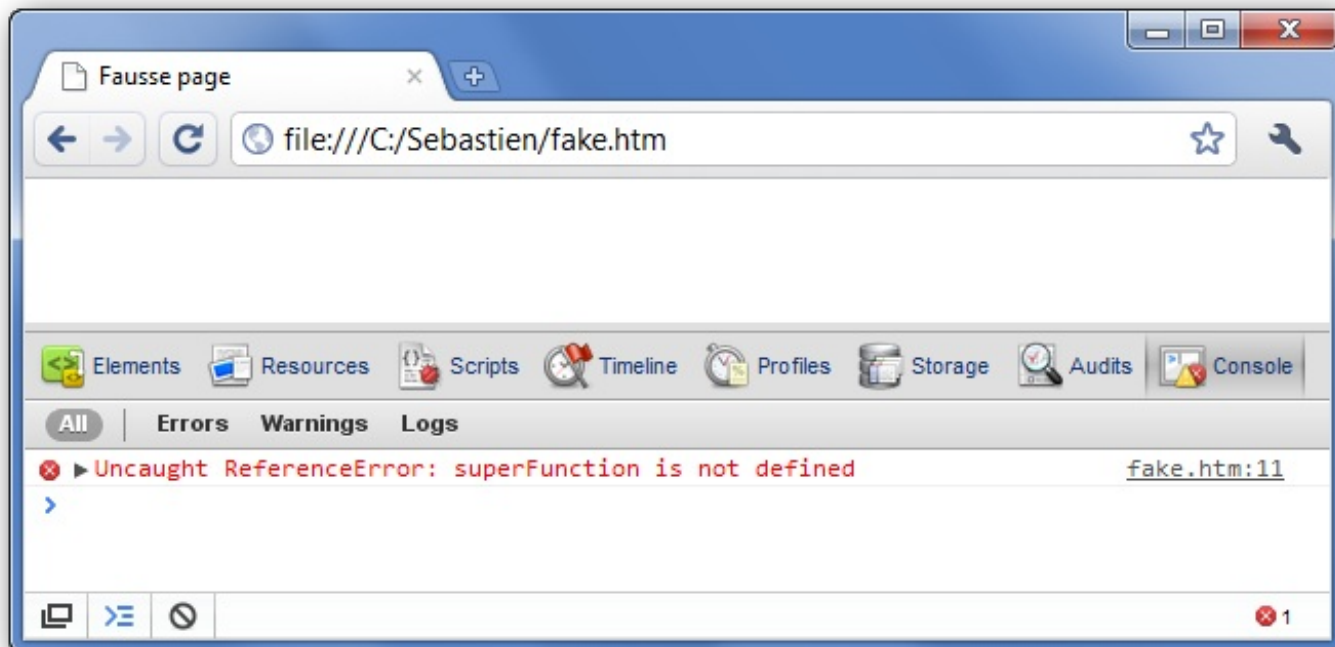 Fausse page
file:///C:/Sebastien/fake.htm
Elements Resources Scripts Timeline Profiles Storage Audits Console
All Errors Warnings Logs
Uncaught ReferenceError: superFunction is not defined fake.htm:11
1